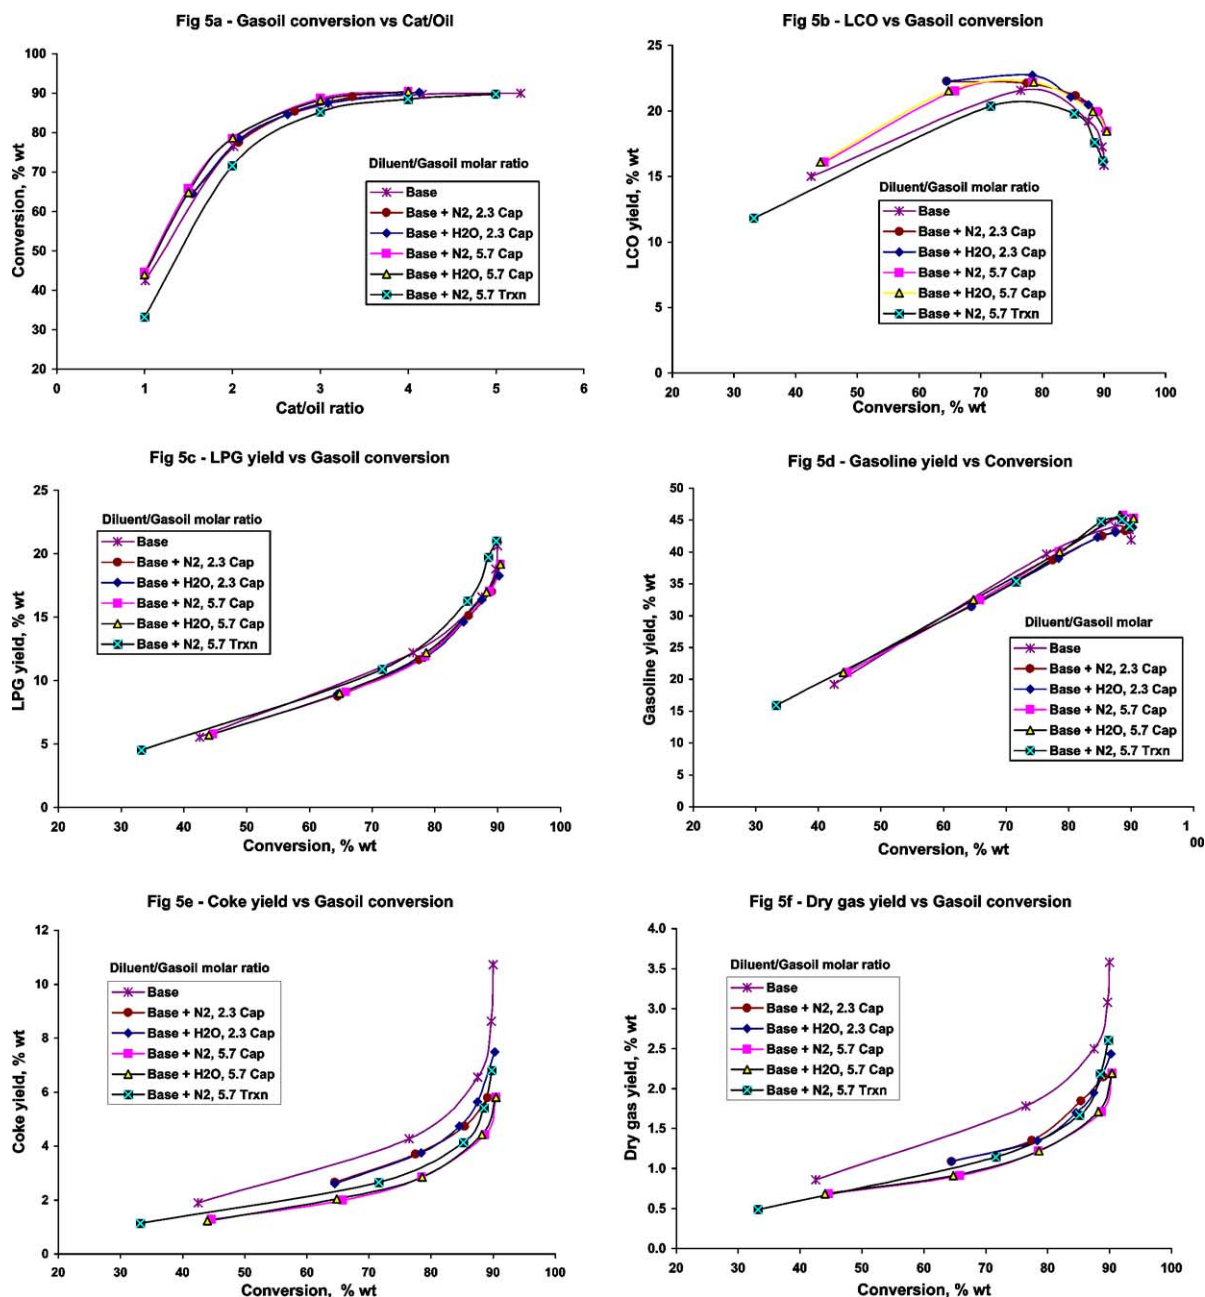 Fig 5a - Gasoil conversion vs Cat/Oil
Conversion, % wt
100
90
80
70
60
50
40
30
20
0
1
2
3
4
5
6
Cat/oil ratio
Diluent/Gasoil molar ratio
Base
Base + N2, 2.3 Cap
Base + H2O, 2.3 Cap
Base + N2, 5.7 Cap
Base + H2O, 5.7 Cap
Base + N2, 5.7 Trxn
Fig 5b - LCO vs Gasoil conversion
LCO yield, % wt
25
20
15
10
5
0
20
30
40
50
60
70
80
90
100
Conversion, % wt
Diluent/Gasoil molar ratio
Base
Base + N2, 2.3 Cap
Base + H2O, 2.3 Cap
Base + N2, 5.7 Cap
Base + H2O, 5.7 Cap
Base + N2, 5.7 Trxn
Fig 5c - LPG yield vs Gasoil conversion
LPG yield, % wt
25
20
15
10
5
0
20
30
40
50
60
70
80
90
100
Conversion, % wt
Diluent/Gasoil molar ratio
Base
Base + N2, 2.3 Cap
Base + H2O, 2.3 Cap
Base + N2, 5.7 Cap
Base + H2O, 5.7 Cap
Base + N2, 5.7 Trxn
Fig 5d - Gasoline yield vs Conversion
Gasoline yield, % wt
50
45
40
35
30
25
20
15
10
5
0
20
30
40
50
60
70
80
90
1
00
Conversion, % wt
Diluent/Gasoil molar
Base
Base + N2, 2.3 Cap
Base + H2O, 2.3 Cap
Base + N2, 5.7 Cap
Base + H2O, 5.7 Cap
Base + N2, 5.7 Trxn
Fig 5e - Coke yield vs Gasoil conversion
Coke yield, % wt
12
10
8
6
4
2
0
20
30
40
50
60
70
80
90
100
Conversion, % wt
Diluent/Gasoil molar ratio
Base
Base + N2, 2.3 Cap
Base + H2O, 2.3 Cap
Base + N2, 5.7 Cap
Base + H2O, 5.7 Cap
Base + N2, 5.7 Trxn
Fig 5f - Dry gas yield vs Gasoil conversion
Dry gas yield, % wt
4.0
3.5
3.0
2.5
2.0
1.5
1.0
0.5
0.0
20
30
40
50
60
70
80
90
100
Conversion, % wt
Diluent/Gasoil molar ratio
Base
Base + N2, 2.3 Cap
Base + H2O, 2.3 Cap
Base + N2, 5.7 Cap
Base + H2O, 5.7 Cap
Base + N2, 5.7 Trxn